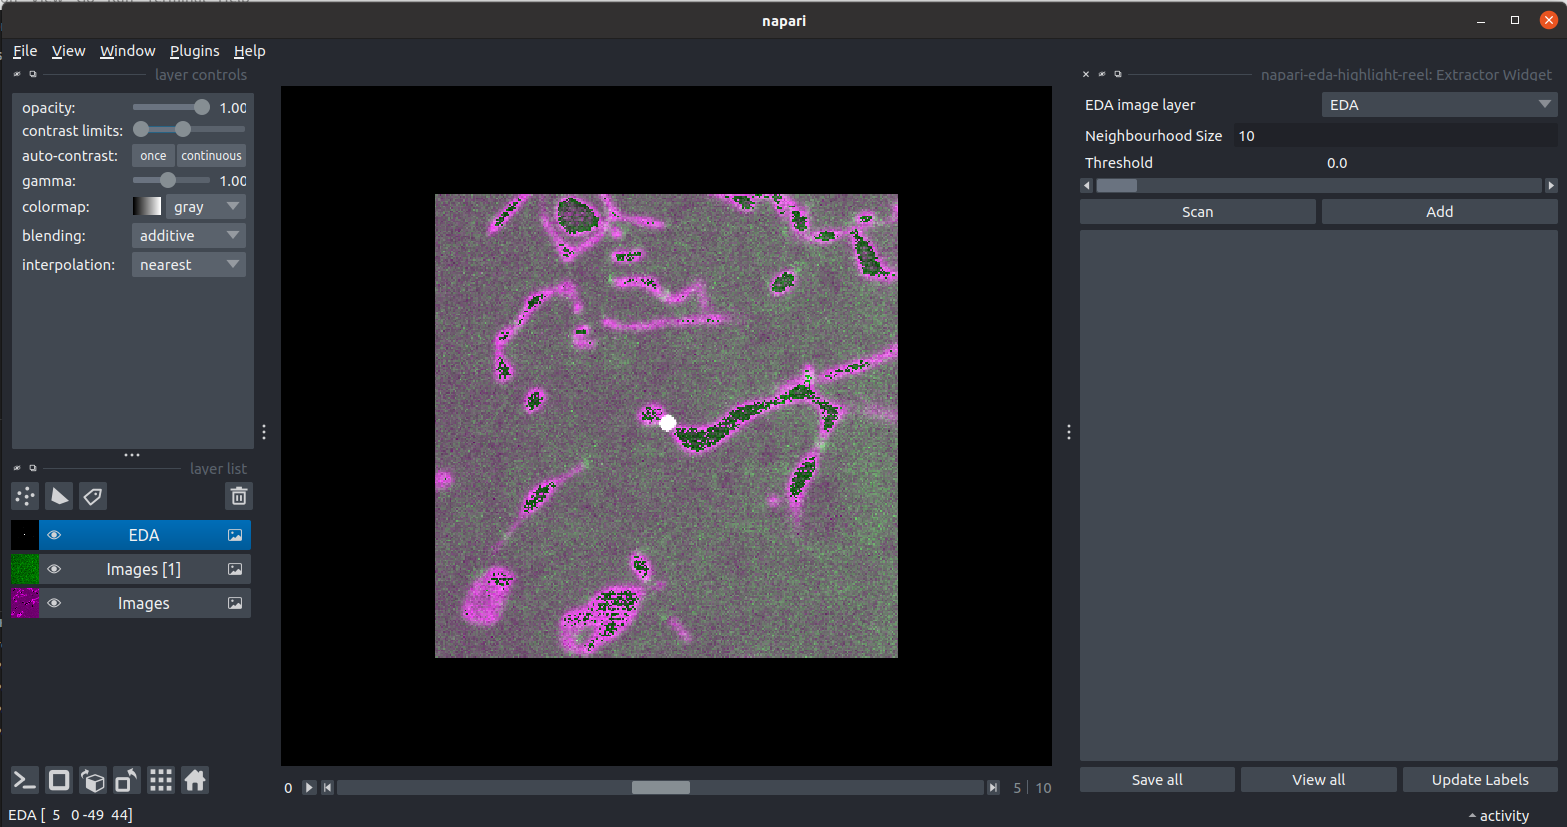 napari
File View Window Plugins Help
layer controls
opacity: 1.00
contrast limits:
auto-contrast: once continuous
gamma: 1.00
colormap: gray
blending: additive
interpolation: nearest
layer list
EDA
Images [1]
Images
EDA [ 5 0 -49 44]
0 5 | 10
napari-eda-highlight-reel: Extractor Widget
EDA image layer EDA
Neighbourhood Size 10
Threshold 0.0
Scan Add
Save all View all Update Labels
activity